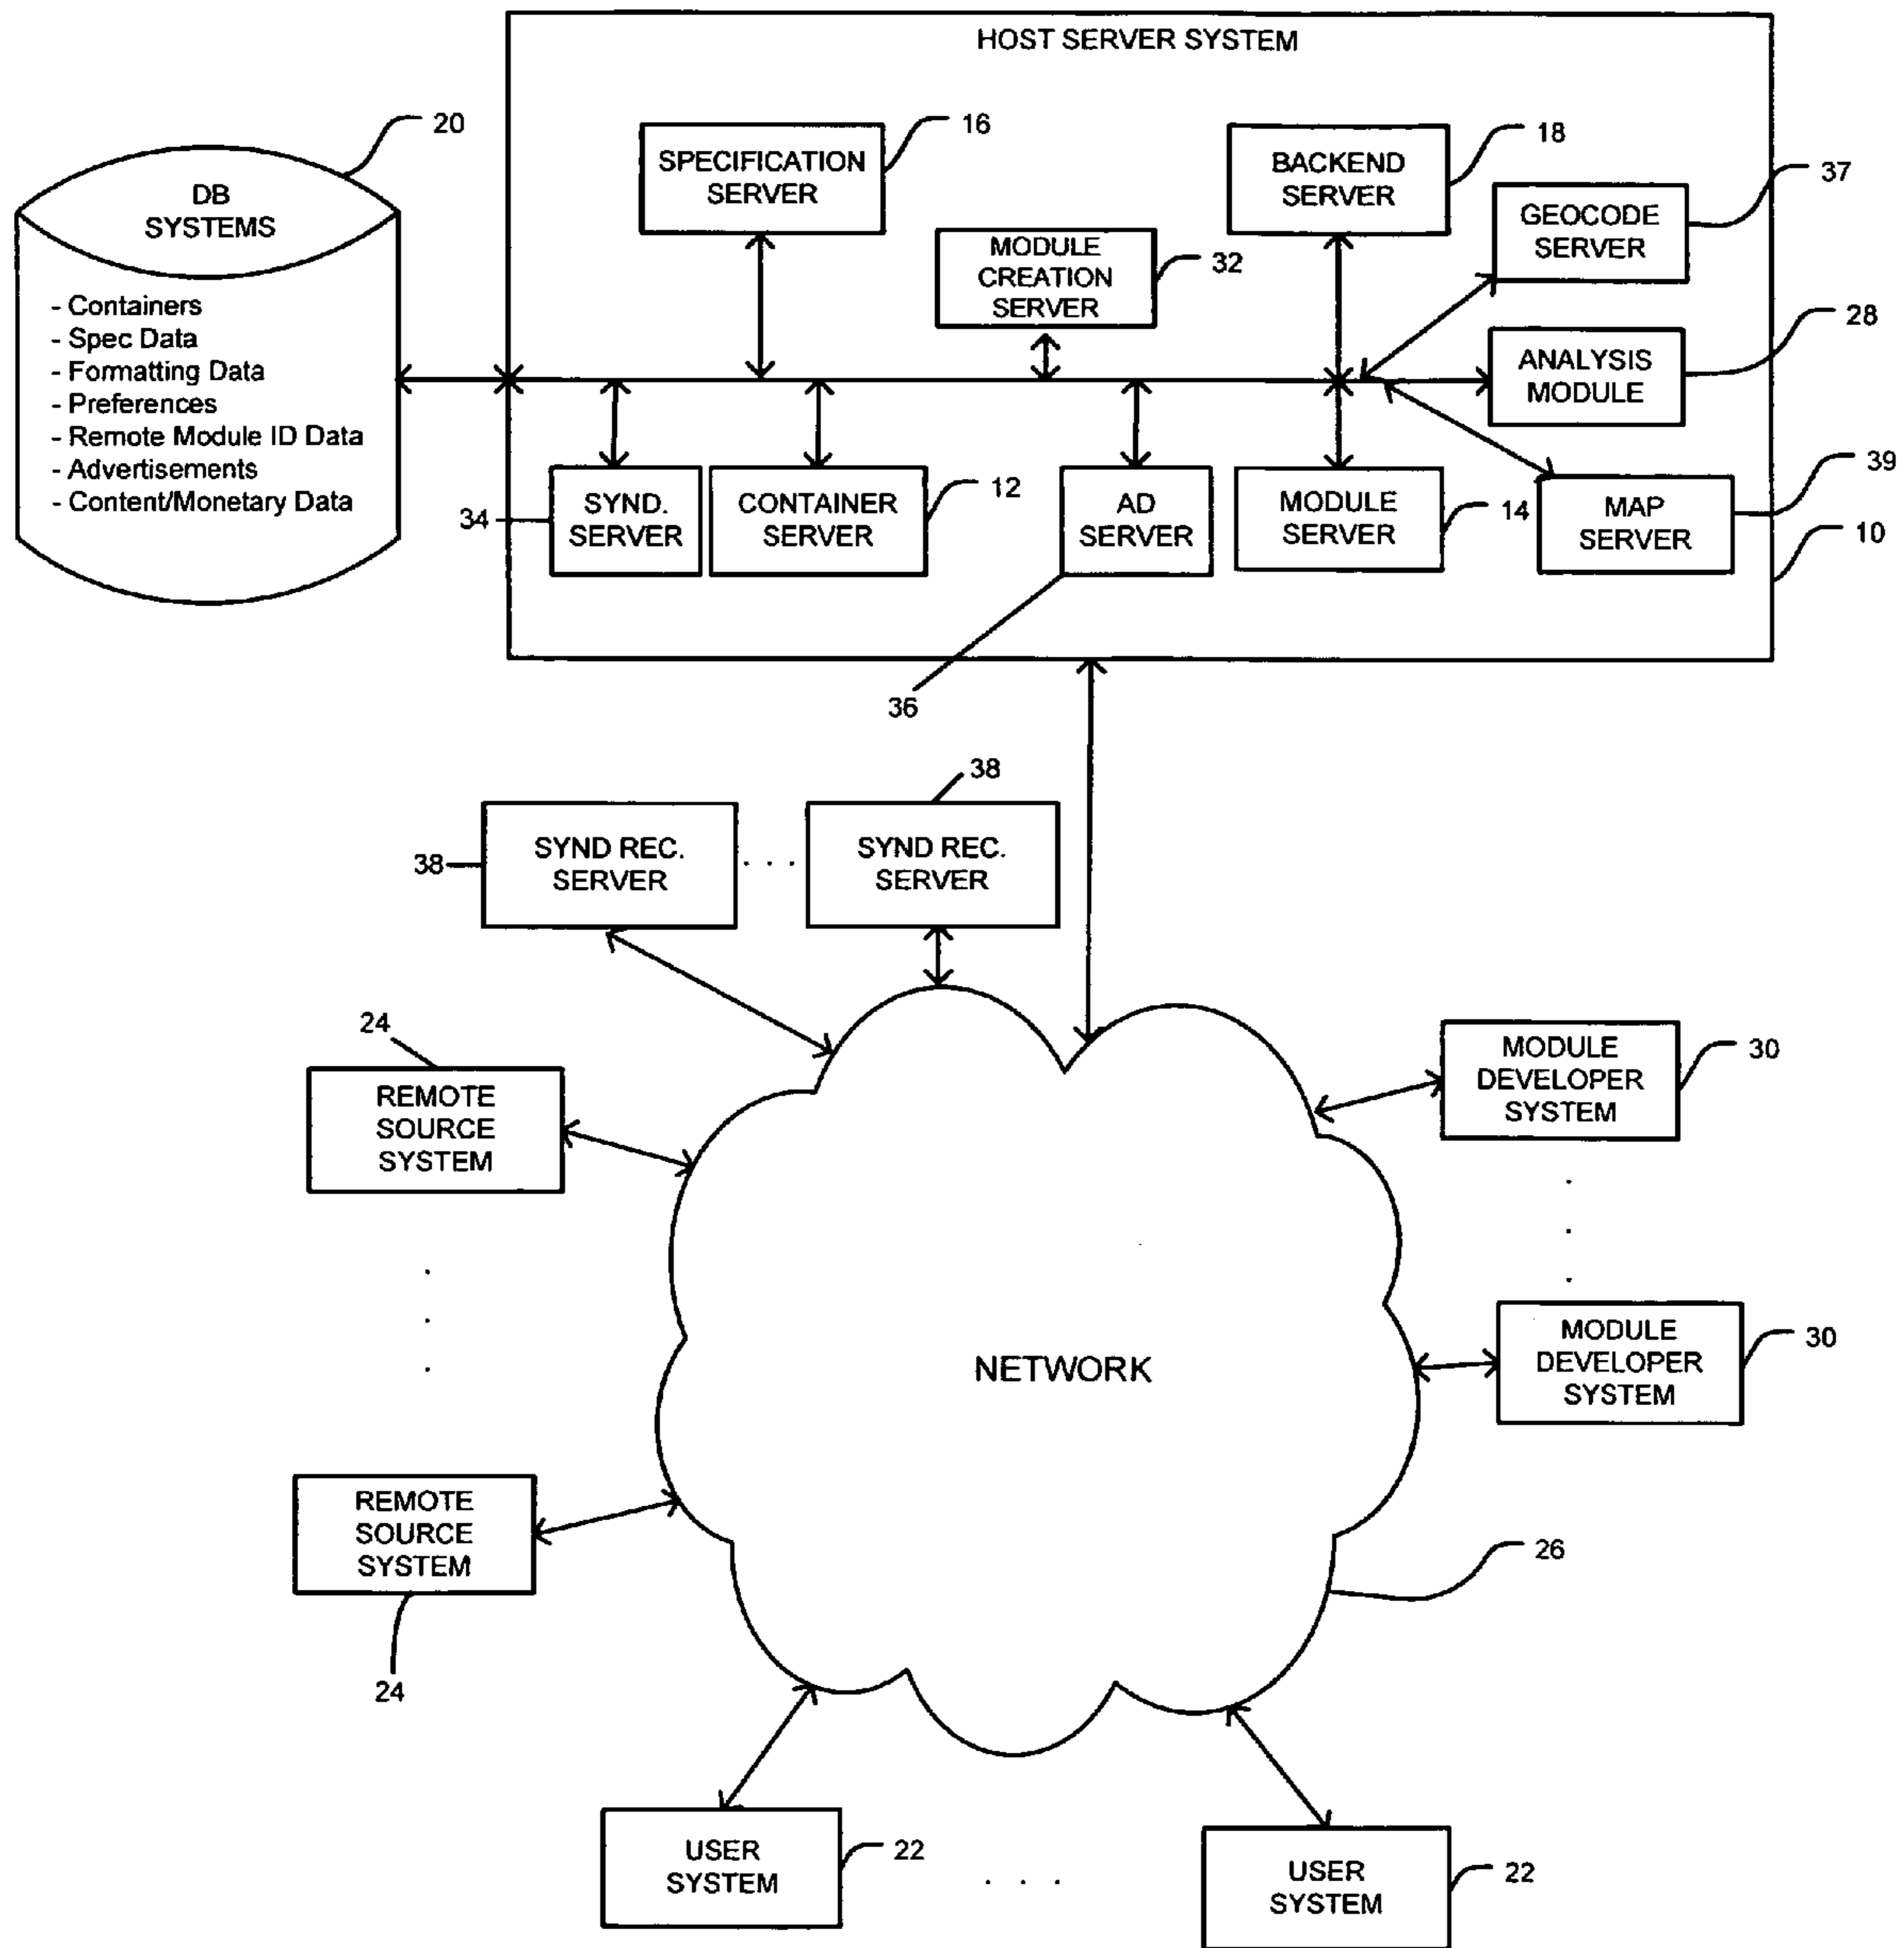 HOST SERVER SYSTEM
20
DB
SYSTEMS
- Containers
- Spec Data
- Formatting Data
- Preferences
- Remote Module ID Data
- Advertisements
- Content/Monetary Data
SPECIFICATION
SERVER
16
BACKEND
SERVER
18
MODULE
CREATION
SERVER
32
GEOCODE
SERVER
37
ANALYSIS
MODULE
28
34
SYND.
SERVER
CONTAINER
SERVER
12
AD
SERVER
36
MODULE
SERVER
14
MAP
SERVER
39
10
38
SYND REC.
SERVER
. . .
SYND REC.
SERVER
38
24
REMOTE
SOURCE
SYSTEM
.
.
.
REMOTE
SOURCE
SYSTEM
24
NETWORK
26
MODULE
DEVELOPER
SYSTEM
30
.
.
.
MODULE
DEVELOPER
SYSTEM
30
USER
SYSTEM
22
. . .
USER
SYSTEM
22